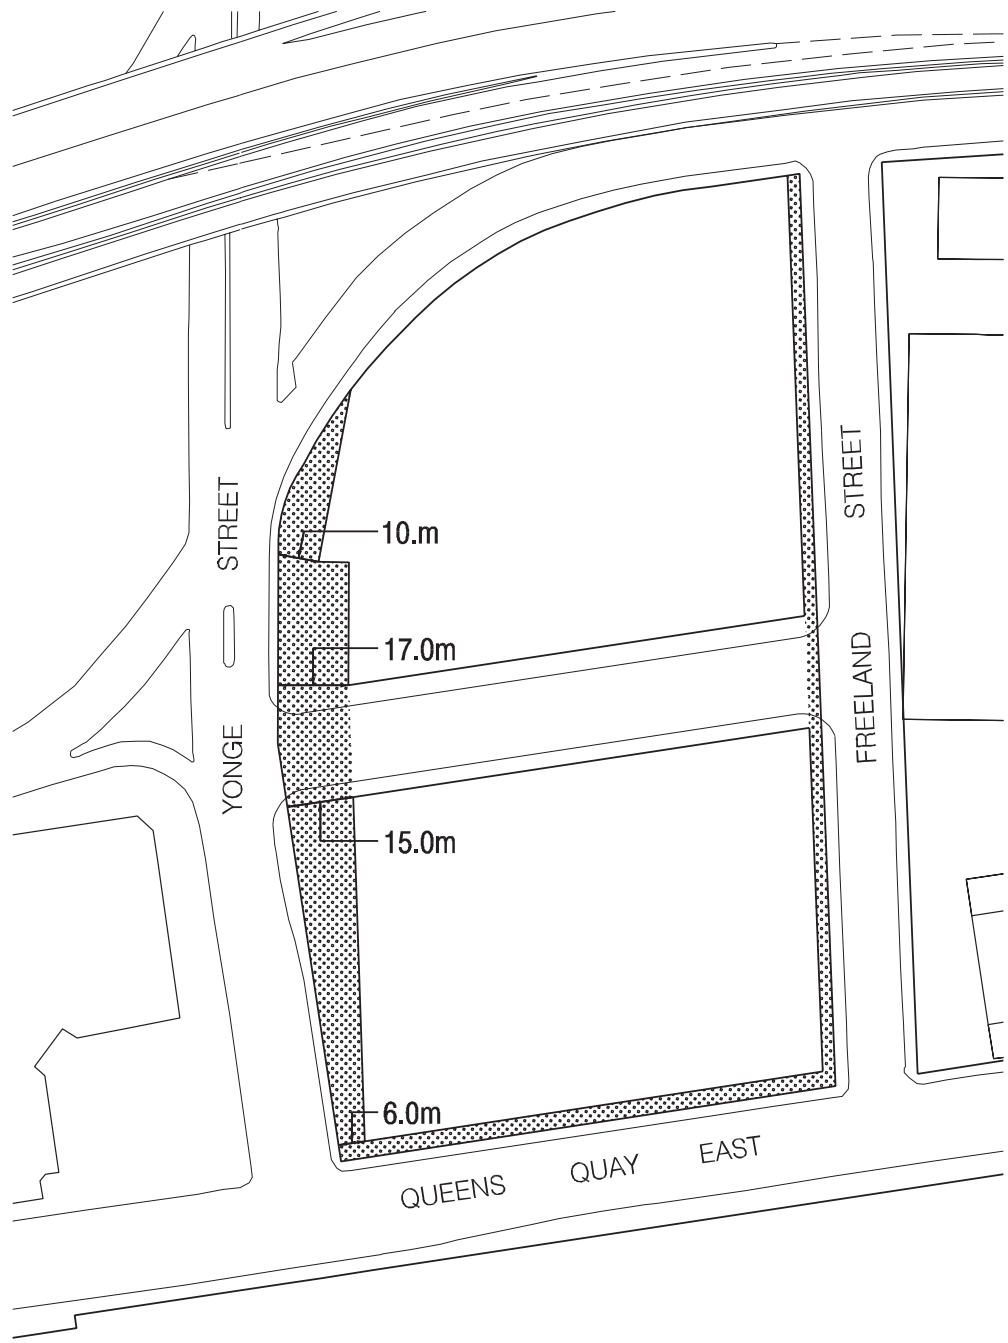 STREET
YONGE
10.m
17.0m
15.0m
6.0m
STREET
FREELAND
QUEENS QUAY EAST